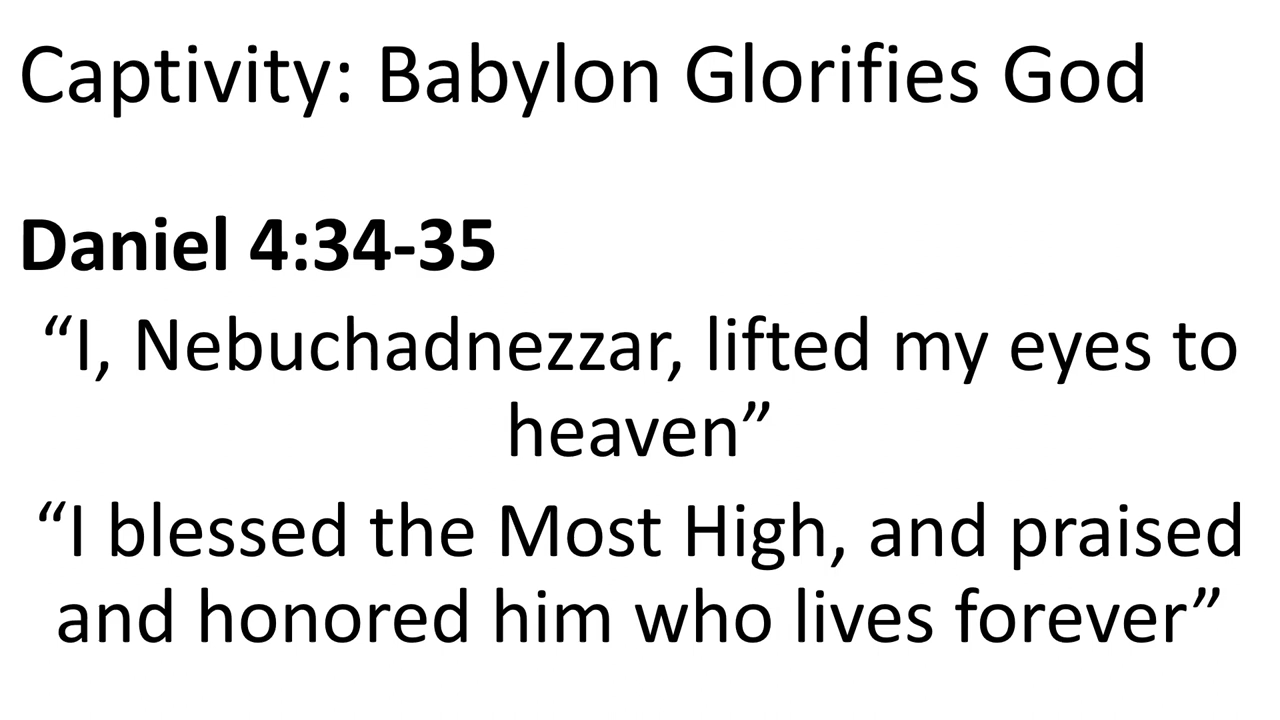 Captivity: Babylon Glorifies God
Daniel 4:34-35
“I, Nebuchadnezzar, lifted my eyes to
heaven”
“I blessed the Most High, and praised
and honored him who lives forever”